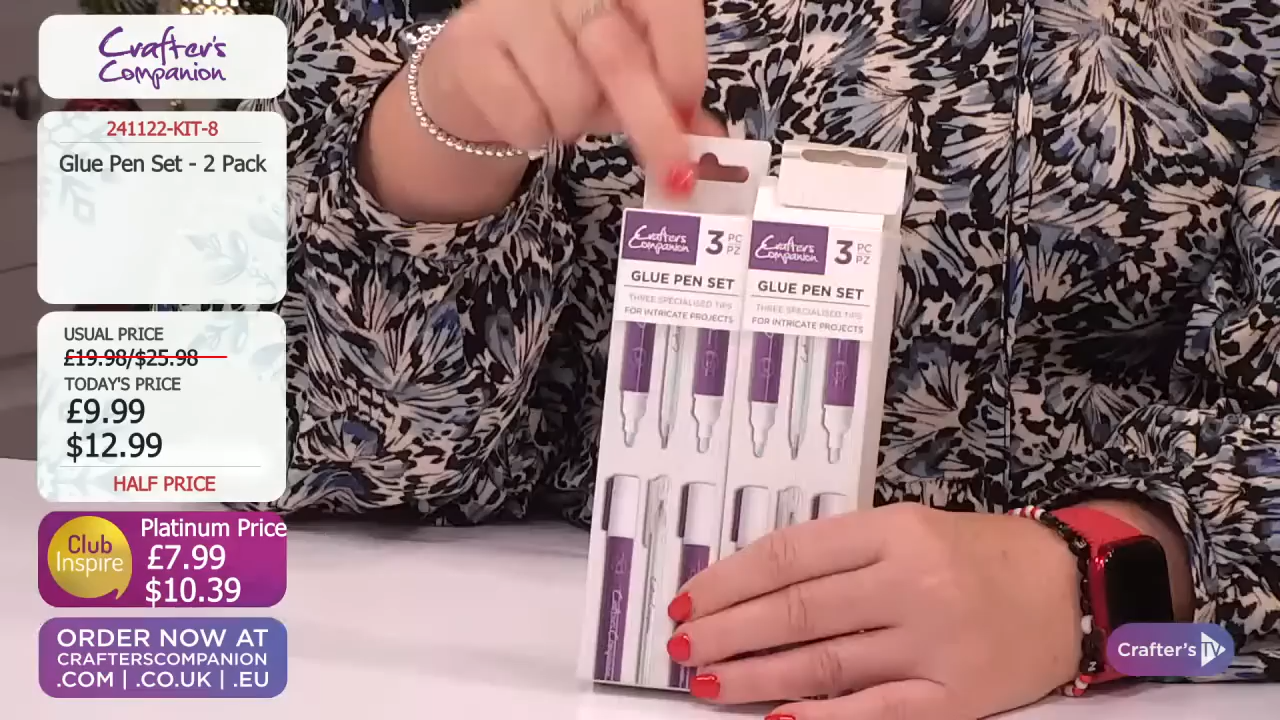 Crafter's
Companion
241122-KIT-8
Glue Pen Set - 2 Pack
USUAL PRICE
£19.98/$25.98
TODAY'S PRICE
£9.99
$12.99
HALF PRICE
Club
Inspire
Platinum Price
£7.99
$10.39
ORDER NOW AT
CRAFTERSCOMPANION
.COM | .CO.UK | .EU
Crafter's
Companion
3 PC
PZ
GLUE PEN SET
THREE SPECIALISED TIPS
FOR INTRICATE PROJECTS
Crafter's
Companion
3 PC
PZ
GLUE PEN SET
THREE SPECIALISED TIPS
FOR INTRICATE PROJECTS
Crafter's TV